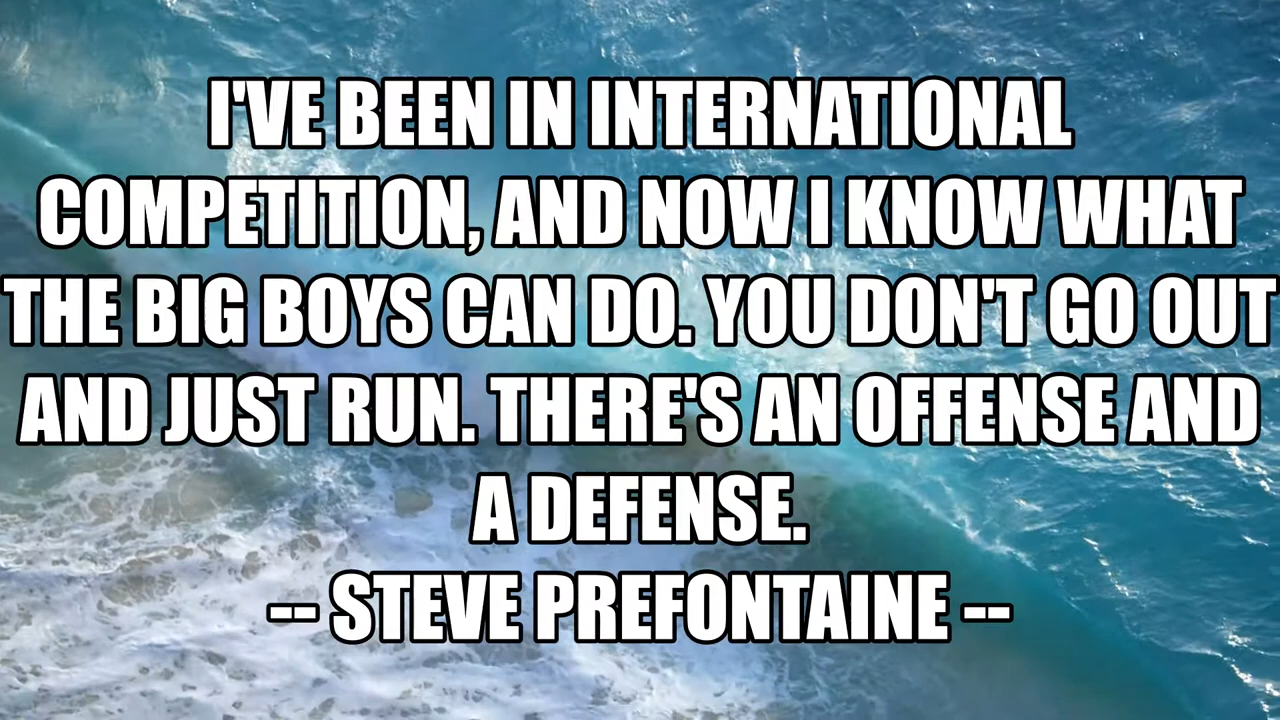 I'VE BEEN IN INTERNATIONAL
COMPETITION, AND NOW I KNOW WHAT
THE BIG BOYS CAN DO. YOU DON'T GO OUT
AND JUST RUN. THERE'S AN OFFENSE AND
A DEFENSE.
-- STEVE PREFONTAINE --